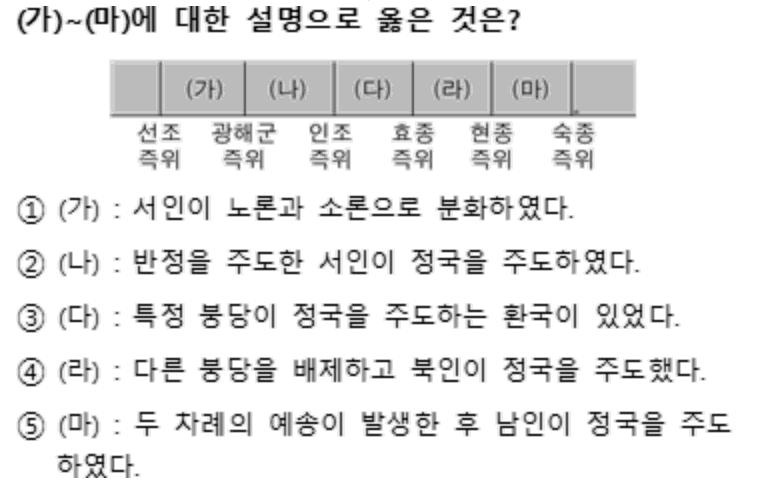 (가)~(마)에 대한 설명으로 옳은 것은?
(가) (나) (다) (라) (마)
선조 광해군 인조 효종 현종 숙종
즉위 즉위 즉위 즉위 즉위 즉위
① (가) : 서인이 노론과 소론으로 분화하였다.
② (나) : 반정을 주도한 서인이 정국을 주도하였다.
③ (다) : 특정 붕당이 정국을 주도하는 환국이 있었다.
④ (라) : 다른 붕당을 배제하고 북인이 정국을 주도했다.
⑤ (마) : 두 차례의 예송이 발생한 후 남인이 정국을 주도
하였다.